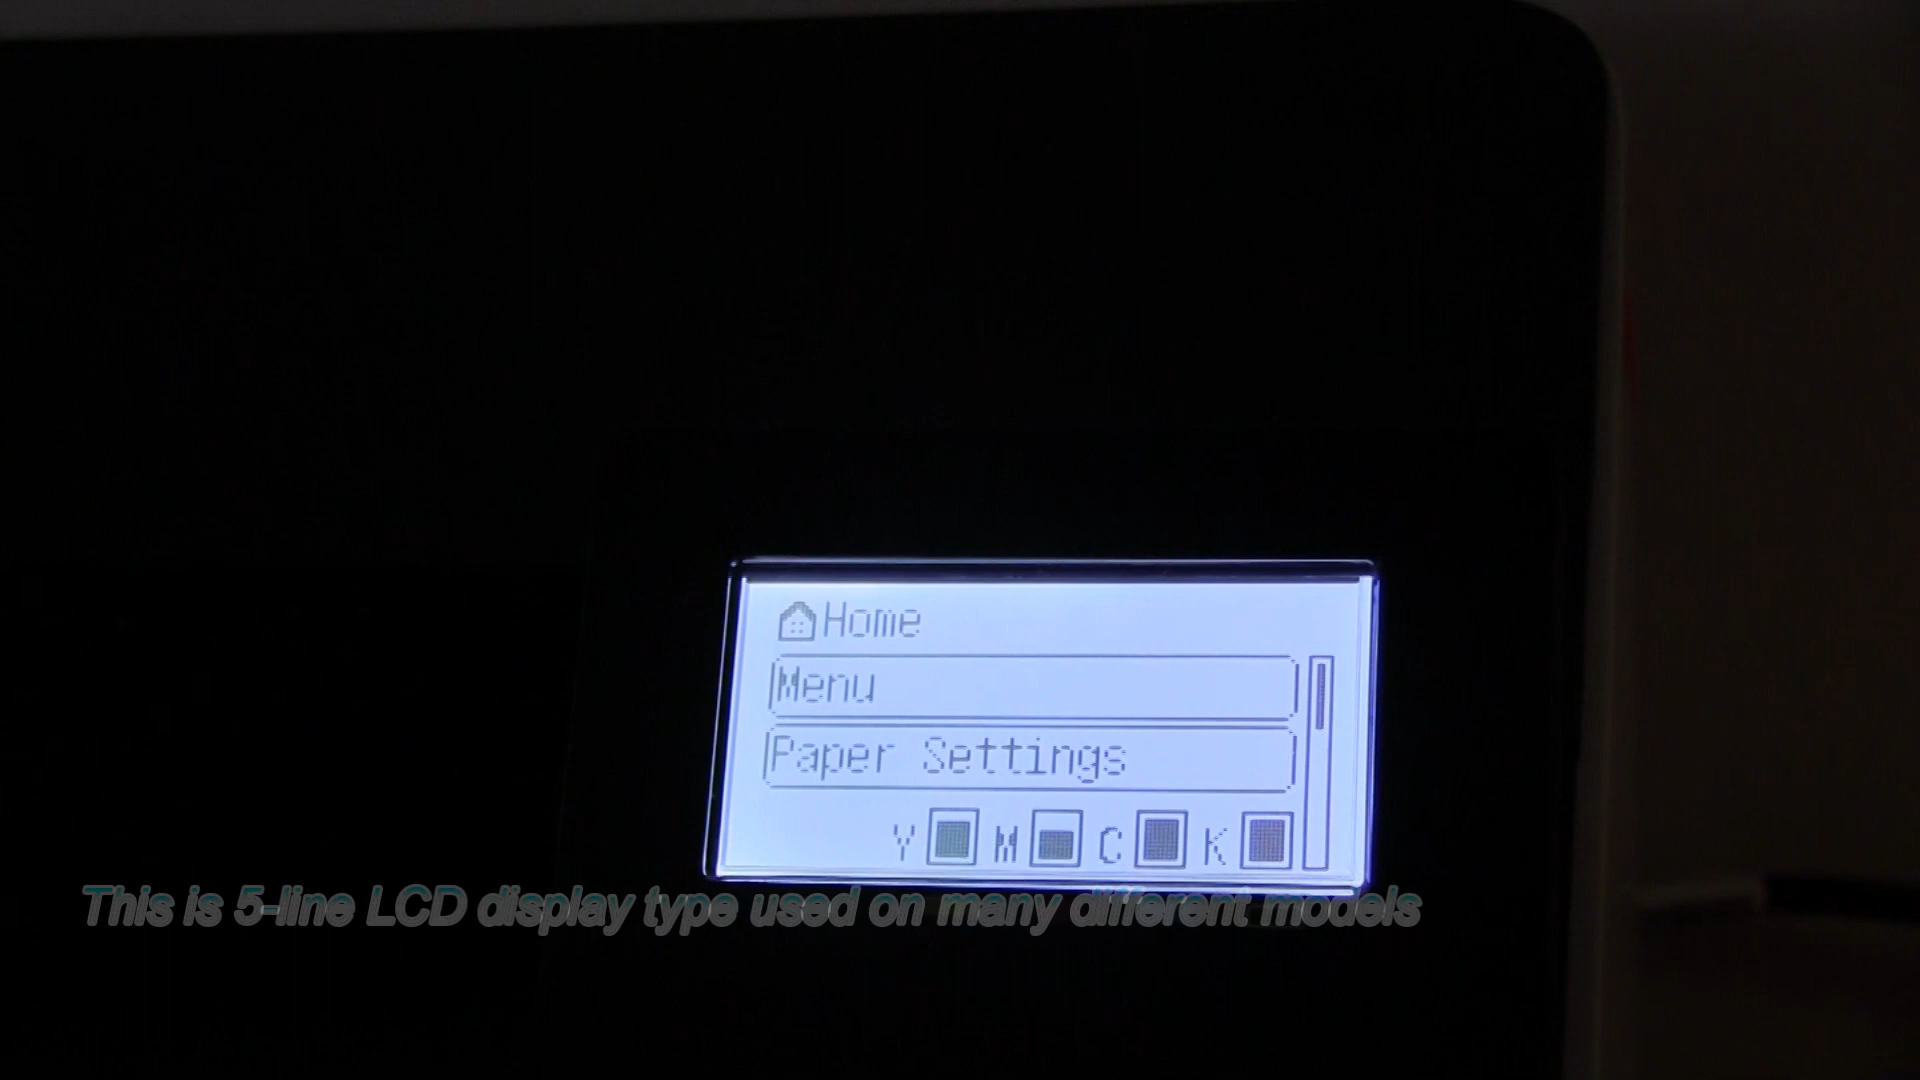 Home
Menu
Paper Settings
Y M C K
This is 5-line LCD display type used on many different models